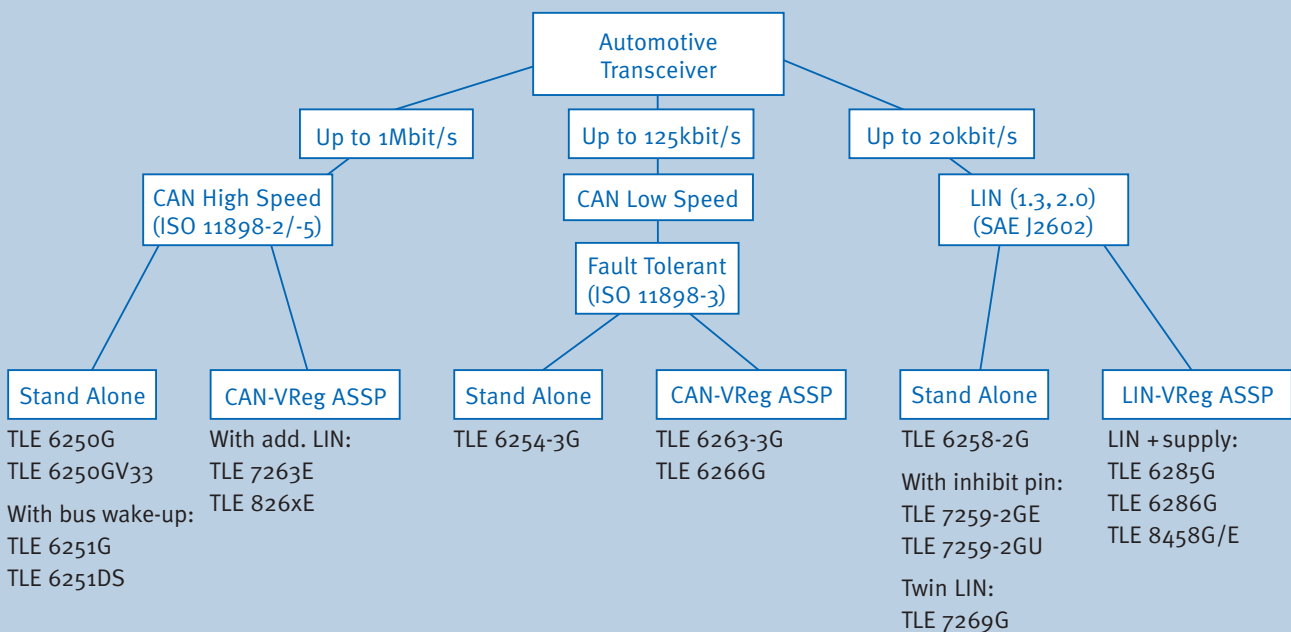 Automotive
Transceiver
Up to 1Mbit/s
Up to 125kbit/s
Up to 20kbit/s
CAN High Speed
(ISO 11898-2/-5)
CAN Low Speed
LIN (1.3, 2.0)
(SAE J2602)
Fault Tolerant
(ISO 11898-3)
Stand Alone
TLE 6250G
TLE 6250GV33
With bus wake-up:
TLE 6251G
TLE 6251DS
CAN-VReg ASSP
With add. LIN:
TLE 7263E
TLE 826xE
Stand Alone
TLE 6254-3G
CAN-VReg ASSP
TLE 6263-3G
TLE 6266G
Stand Alone
TLE 6258-2G
With inhibit pin:
TLE 7259-2GE
TLE 7259-2GU
Twin LIN:
TLE 7269G
LIN-VReg ASSP
LIN + supply:
TLE 6285G
TLE 6286G
TLE 8458G/E